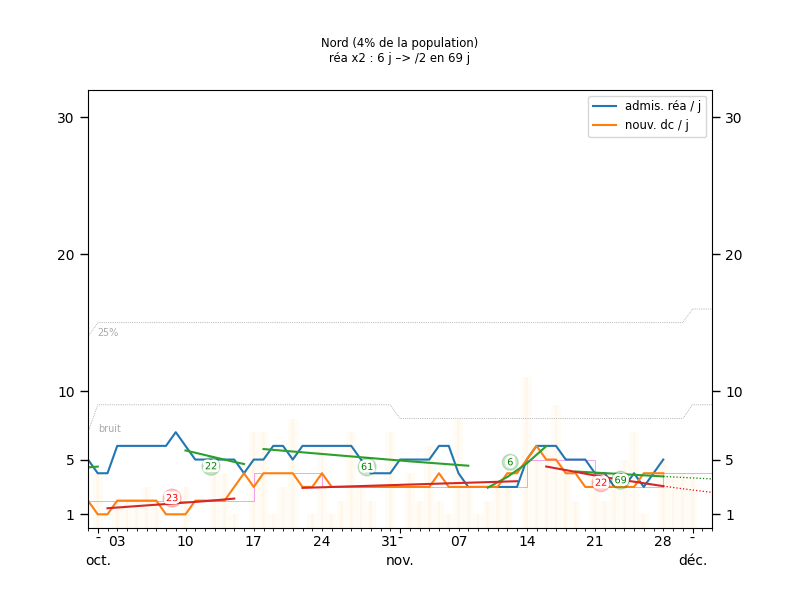 Nord (4% de la population)
réa x2 : 6 j –> /2 en 69 j
admis. réa / j
nouv. dc / j
30 30
20 20
25%
10 10
bruit
5 5
22 61 6 22 69
23
1 1
- 03 10 17 24 31 - 07 14 21 28 -
oct. nov. déc.